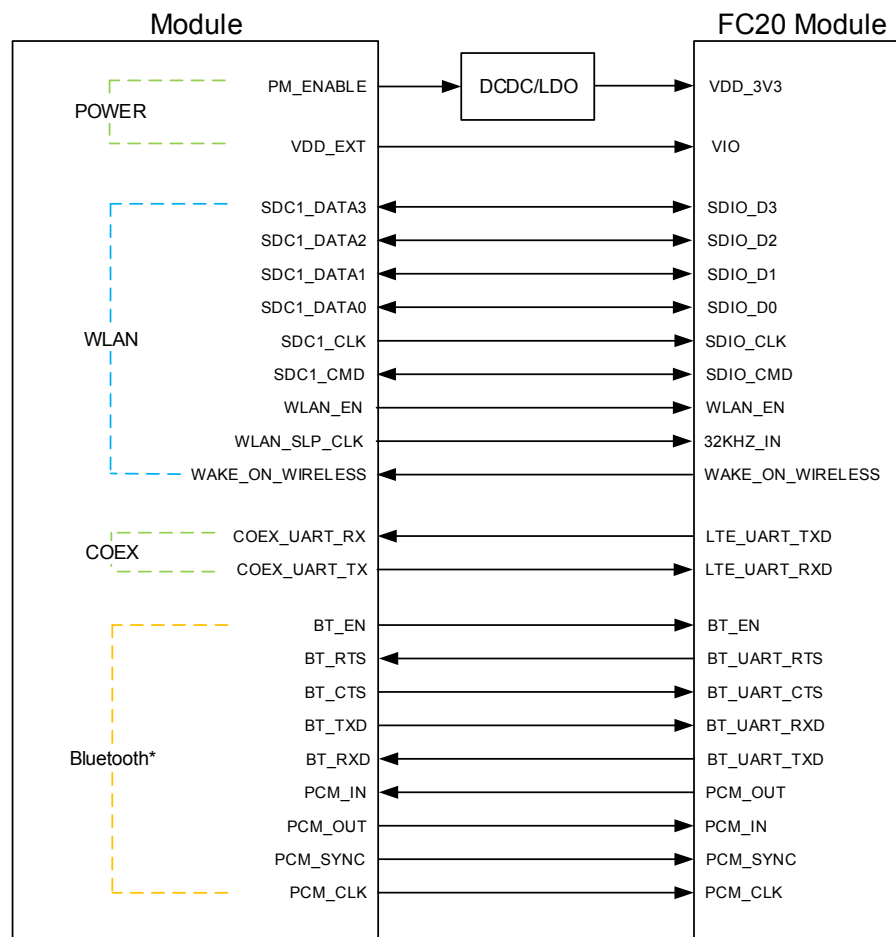 Module FC20 Module
PM_ENABLE DCDC/LDO VDD_3V3
POWER
VDD_EXT VIO
SDC1_DATA3 SDIO_D3
SDC1_DATA2 SDIO_D2
SDC1_DATA1 SDIO_D1
SDC1_DATA0 SDIO_D0
WLAN SDC1_CLK SDIO_CLK
SDC1_CMD SDIO_CMD
WLAN_EN WLAN_EN
WLAN_SLP_CLK 32KHZ_IN
WAKE_ON_WIRELESS WAKE_ON_WIRELESS
COEX_UART_RX LTE_UART_TXD
COEX
COEX_UART_TX LTE_UART_RXD
BT_EN BT_EN
BT_RTS BT_UART_RTS
BT_CTS BT_UART_CTS
BT_TXD BT_UART_RXD
Bluetooth* BT_RXD BT_UART_TXD
PCM_IN PCM_OUT
PCM_OUT PCM_IN
PCM_SYNC PCM_SYNC
PCM_CLK PCM_CLK